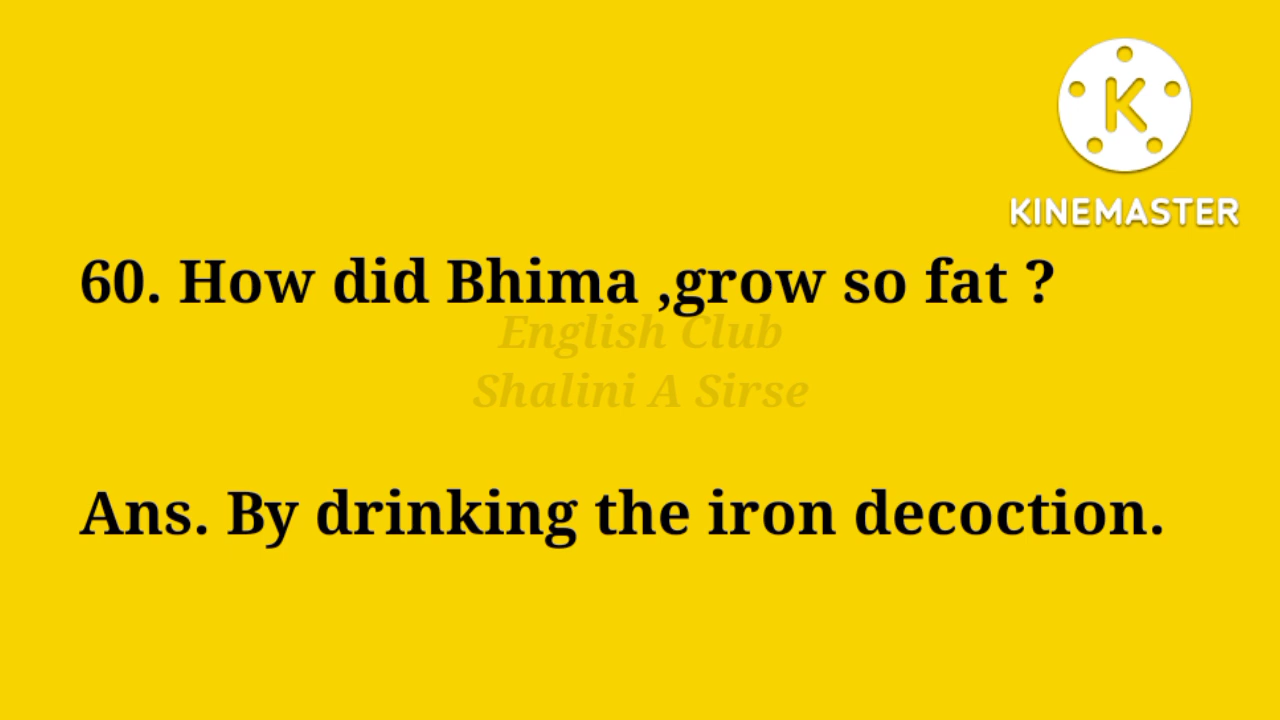 KINEMASTER
60. How did Bhima ,grow so fat ?
English Club
Shalini A Sirse
Ans. By drinking the iron decoction.